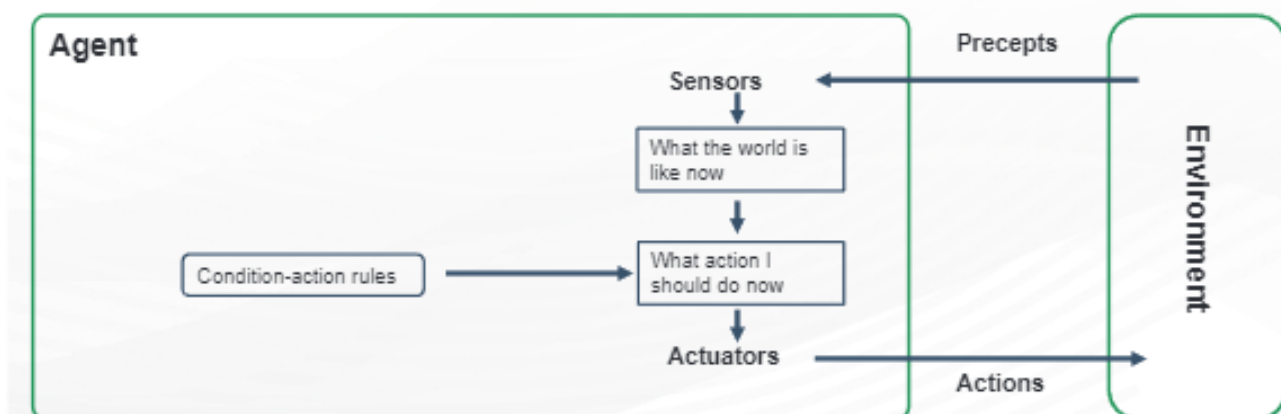 Agent
Precepts
Sensors
What the world is
like now
Environment
Condition-action rules
What action I
should do now
Actuators
Actions